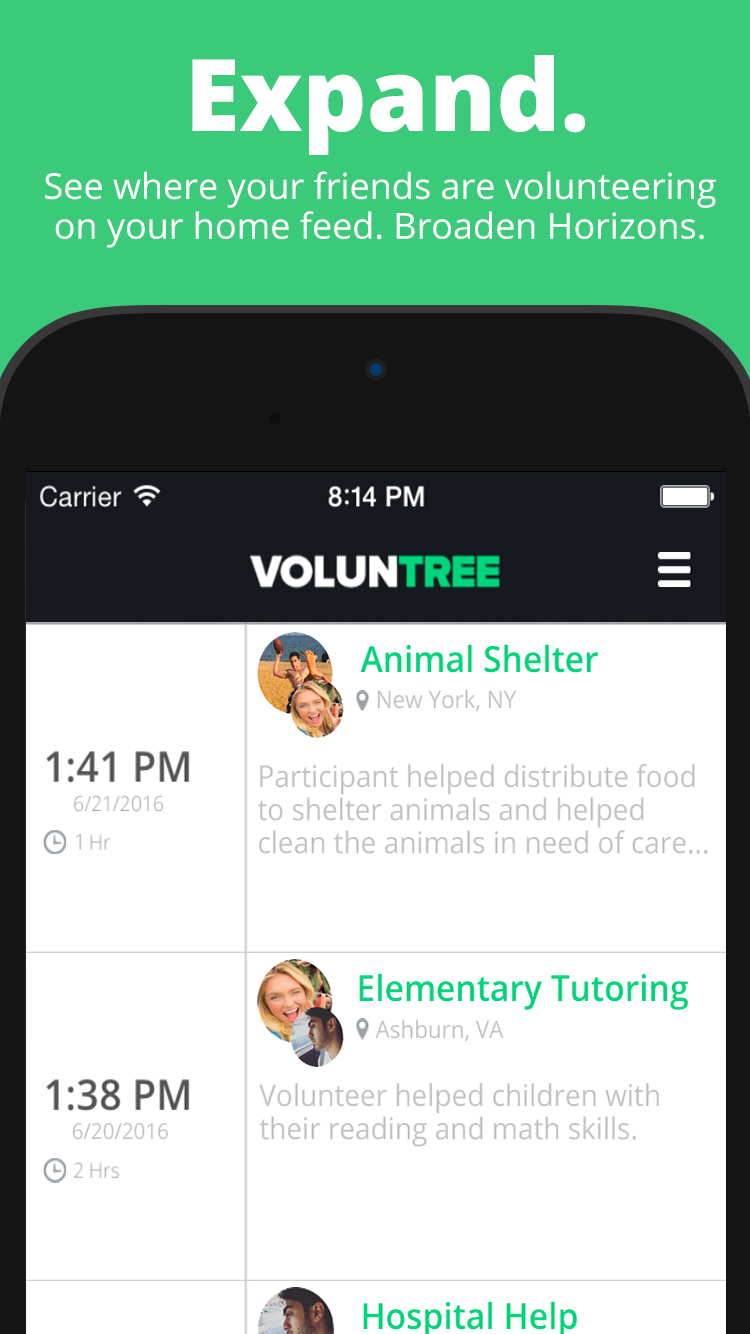 Expand.
See where your friends are volunteering
on your home feed. Broaden Horizons.
Carrier
8:14 PM
VOLUNTREE
Animal Shelter
New York, NY
1:41 PM
6/21/2016
1 Hr
Participant helped distribute food
to shelter animals and helped
clean the animals in need of care...
Elementary Tutoring
Ashburn, VA
1:38 PM
6/20/2016
2 Hrs
Volunteer helped children with
their reading and math skills.
Hospital Help